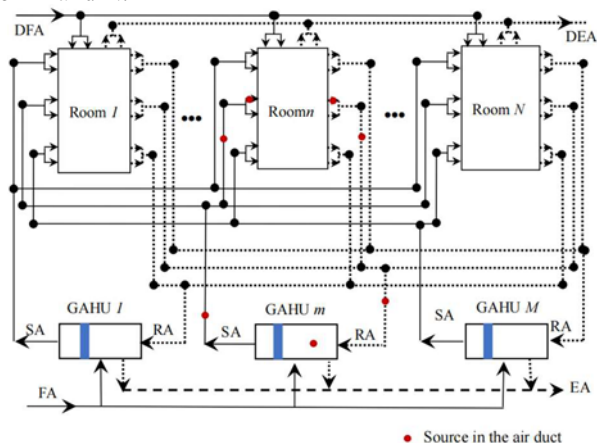 DFA
DEA
Room 1
Roomn
Room N
GAHU 1
GAHU m
GAHU M
SA
RA
SA
RA
SA
RA
FA
EA
Source in the air duct